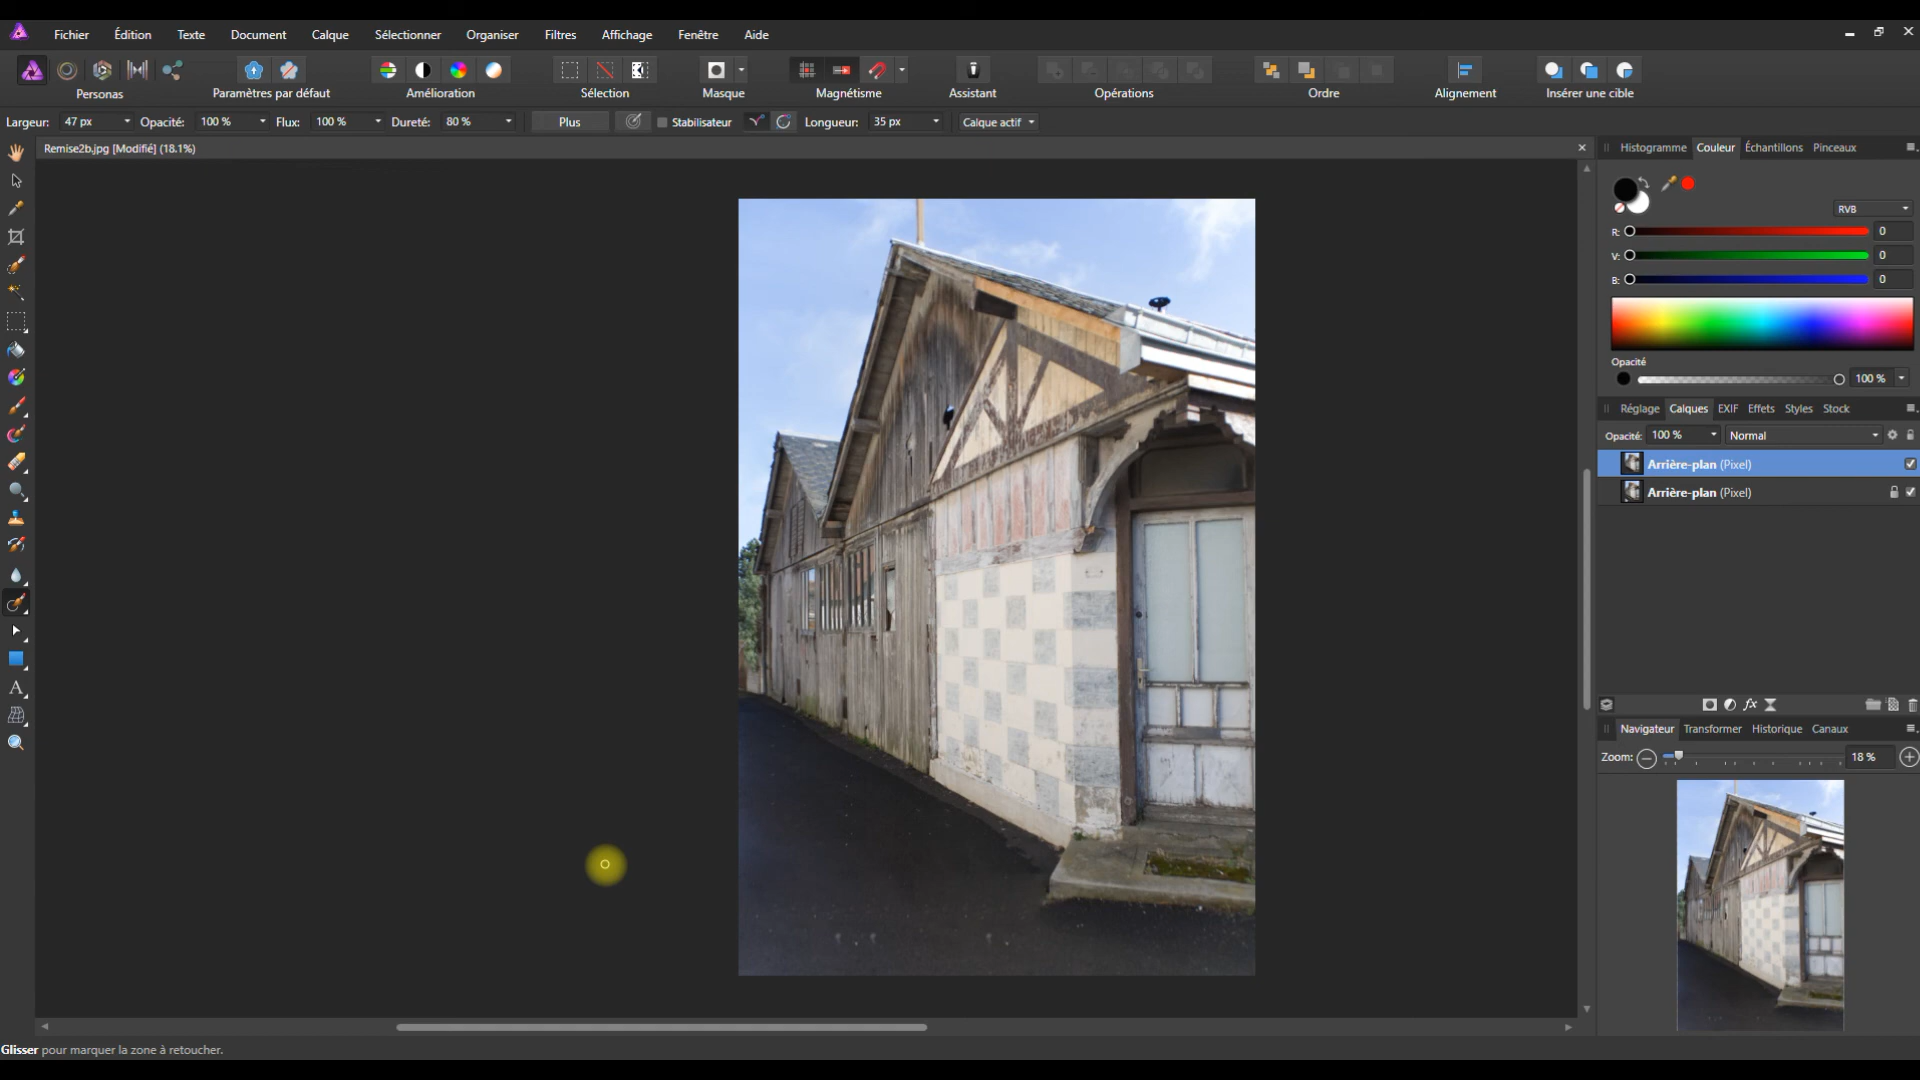 Fichier Édition Texte Document Calque Sélectionner Organiser Filtres Affichage Fenêtre Aide
Personas Paramètres par défaut Amélioration Sélection Masque Magnétisme Assistant Opérations Ordre Alignement Insérer une cible
Largeur: 47 px Opacité: 100 % Flux: 100 % Dureté: 80 % Plus Stabilisateur Longueur: 35 px Calque actif
Remise2b.jpg [Modifié] (18.1%)
Histogramme Couleur Échantillons Pinceaux
RVB
R: 0
V: 0
B: 0
Opacité
100 %
Réglage Calques EXIF Effets Styles Stock
Opacité: 100 % Normal
Arrière-plan (Pixel)
Arrière-plan (Pixel)
Navigateur Transformer Historique Canaux
Zoom: 18 %
Glisser pour marquer la zone à retoucher.